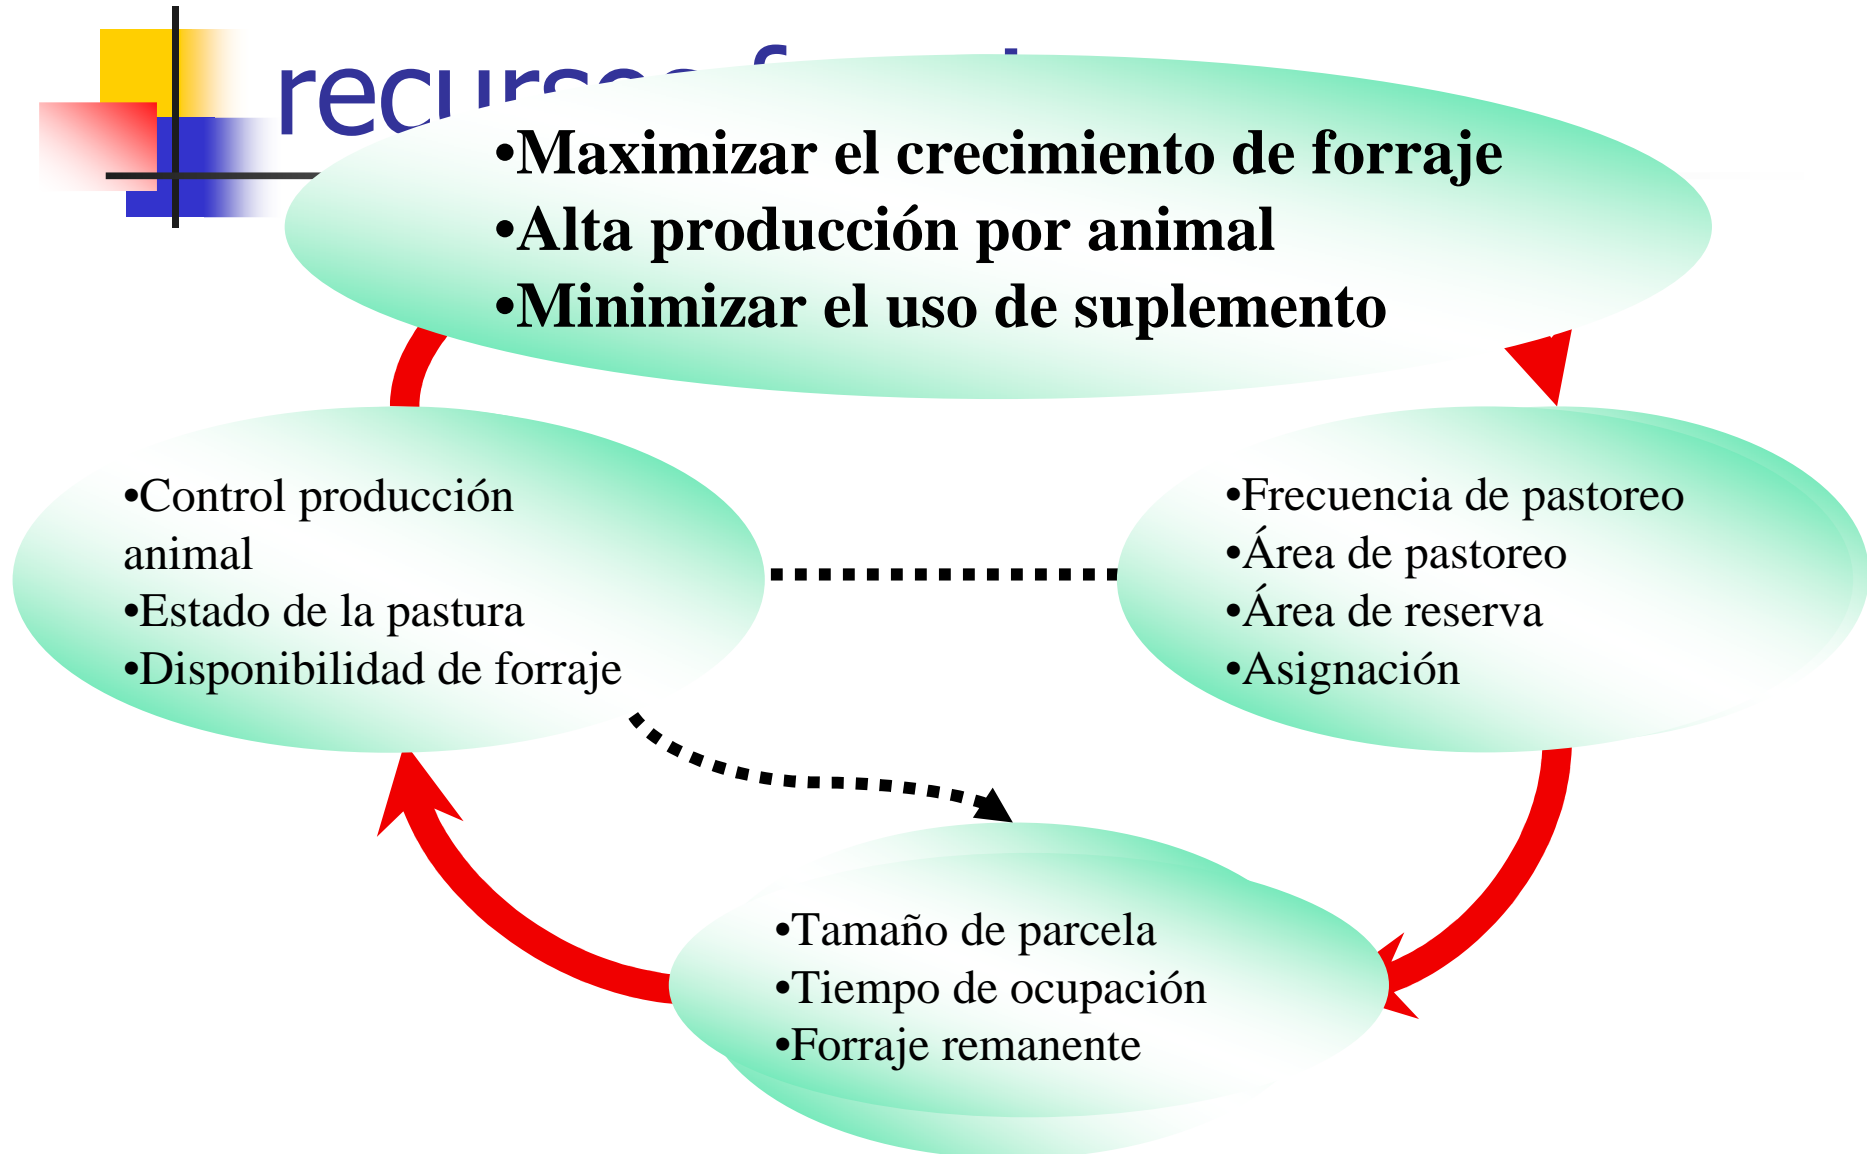 recursos
•Maximizar el crecimiento de forraje
•Alta producción por animal
•Minimizar el uso de suplemento
•Control producción
animal
•Estado de la pastura
•Disponibilidad de forraje
•Frecuencia de pastoreo
•Área de pastoreo
•Área de reserva
•Asignación
•Tamaño de parcela
•Tiempo de ocupación
•Forraje remanente